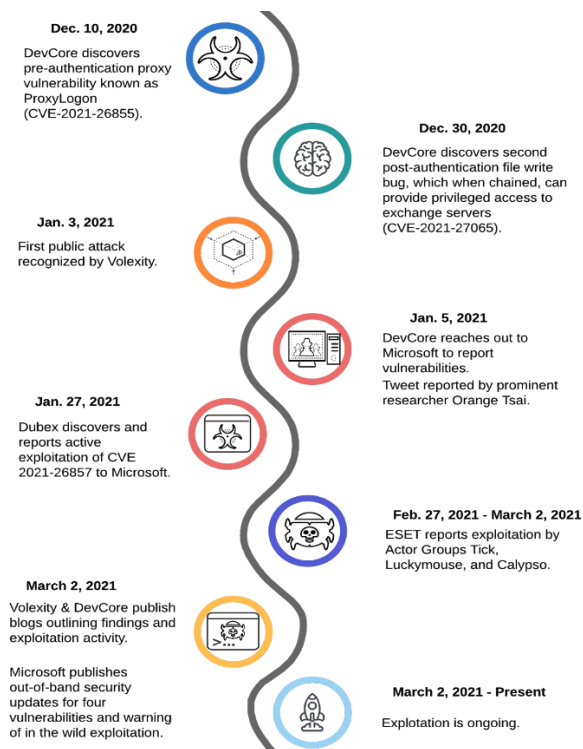 Dec. 10, 2020
DevCore discovers
pre-authentication proxy
vulnerability known as
ProxyLogon
(CVE-2021-26855).
Dec. 30, 2020
DevCore discovers second
post-authentication file write
bug, which when chained, can
provide privileged access to
exchange servers
(CVE-2021-27065).
Jan. 3, 2021
First public attack
recognized by Volexity.
Jan. 5, 2021
DevCore reaches out to
Microsoft to report
vulnerabilities.
Tweet reported by prominent
researcher Orange Tsai.
Jan. 27, 2021
Dubex discovers and
reports active
exploitation of CVE
2021-26857 to Microsoft.
Feb. 27, 2021 - March 2, 2021
ESET reports exploitation by
Actor Groups Tick,
Luckymouse, and Calypso.
March 2, 2021
Volexity & DevCore publish
blogs outlining findings and
exploitation activity.
Microsoft publishes
out-of-band security
updates for four
vulnerabilities and warning
of in the wild exploitation.
>...
March 2, 2021 - Present
Explotation is ongoing.